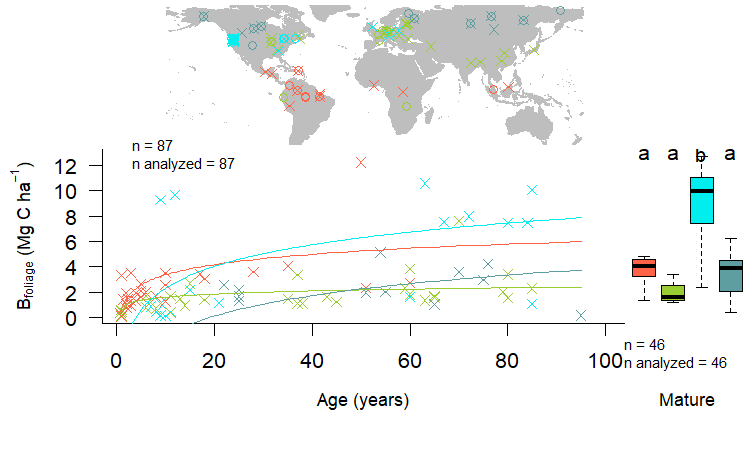 n = 87
n analyzed = 87
a a b a
12
10
8
6
4
2
0
B foliage (Mg C ha⁻¹)
0 20 40 60 80 100
n = 46
n analyzed = 46
Age (years)
Mature